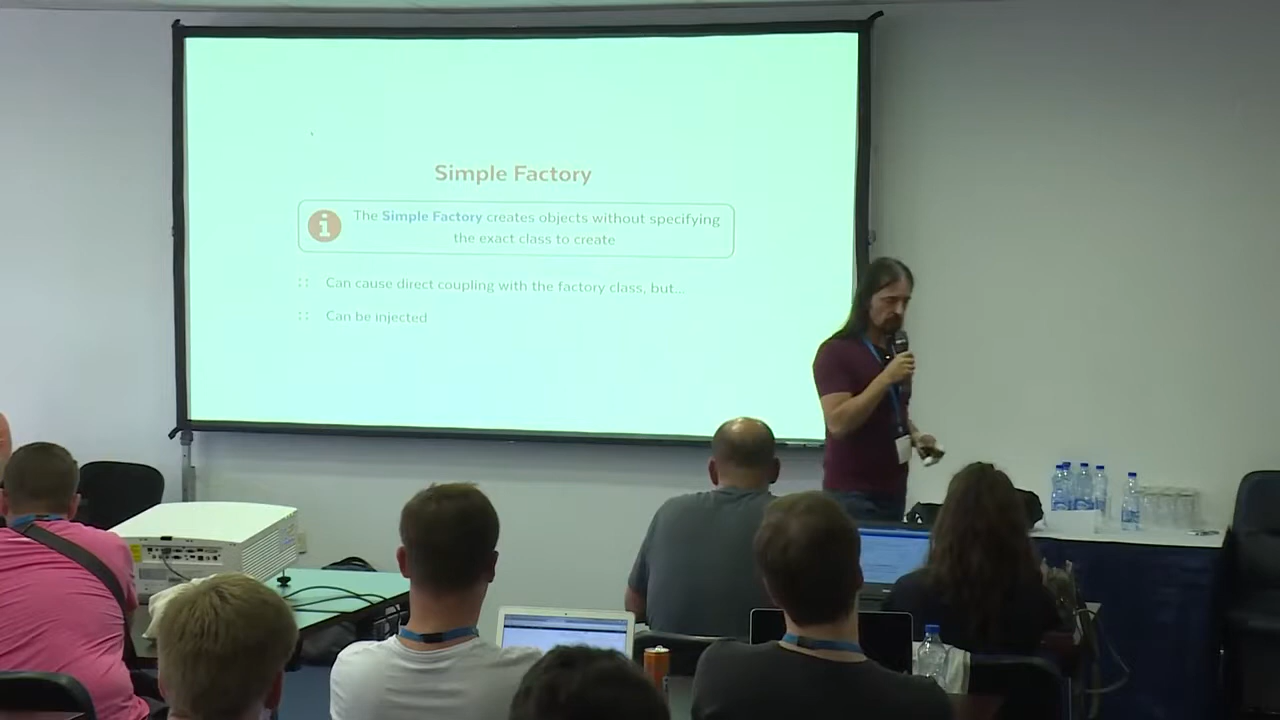 Simple Factory
The Simple Factory creates objects without specifying
the exact class to create
Can cause direct coupling with the factory class, but...
Can be injected